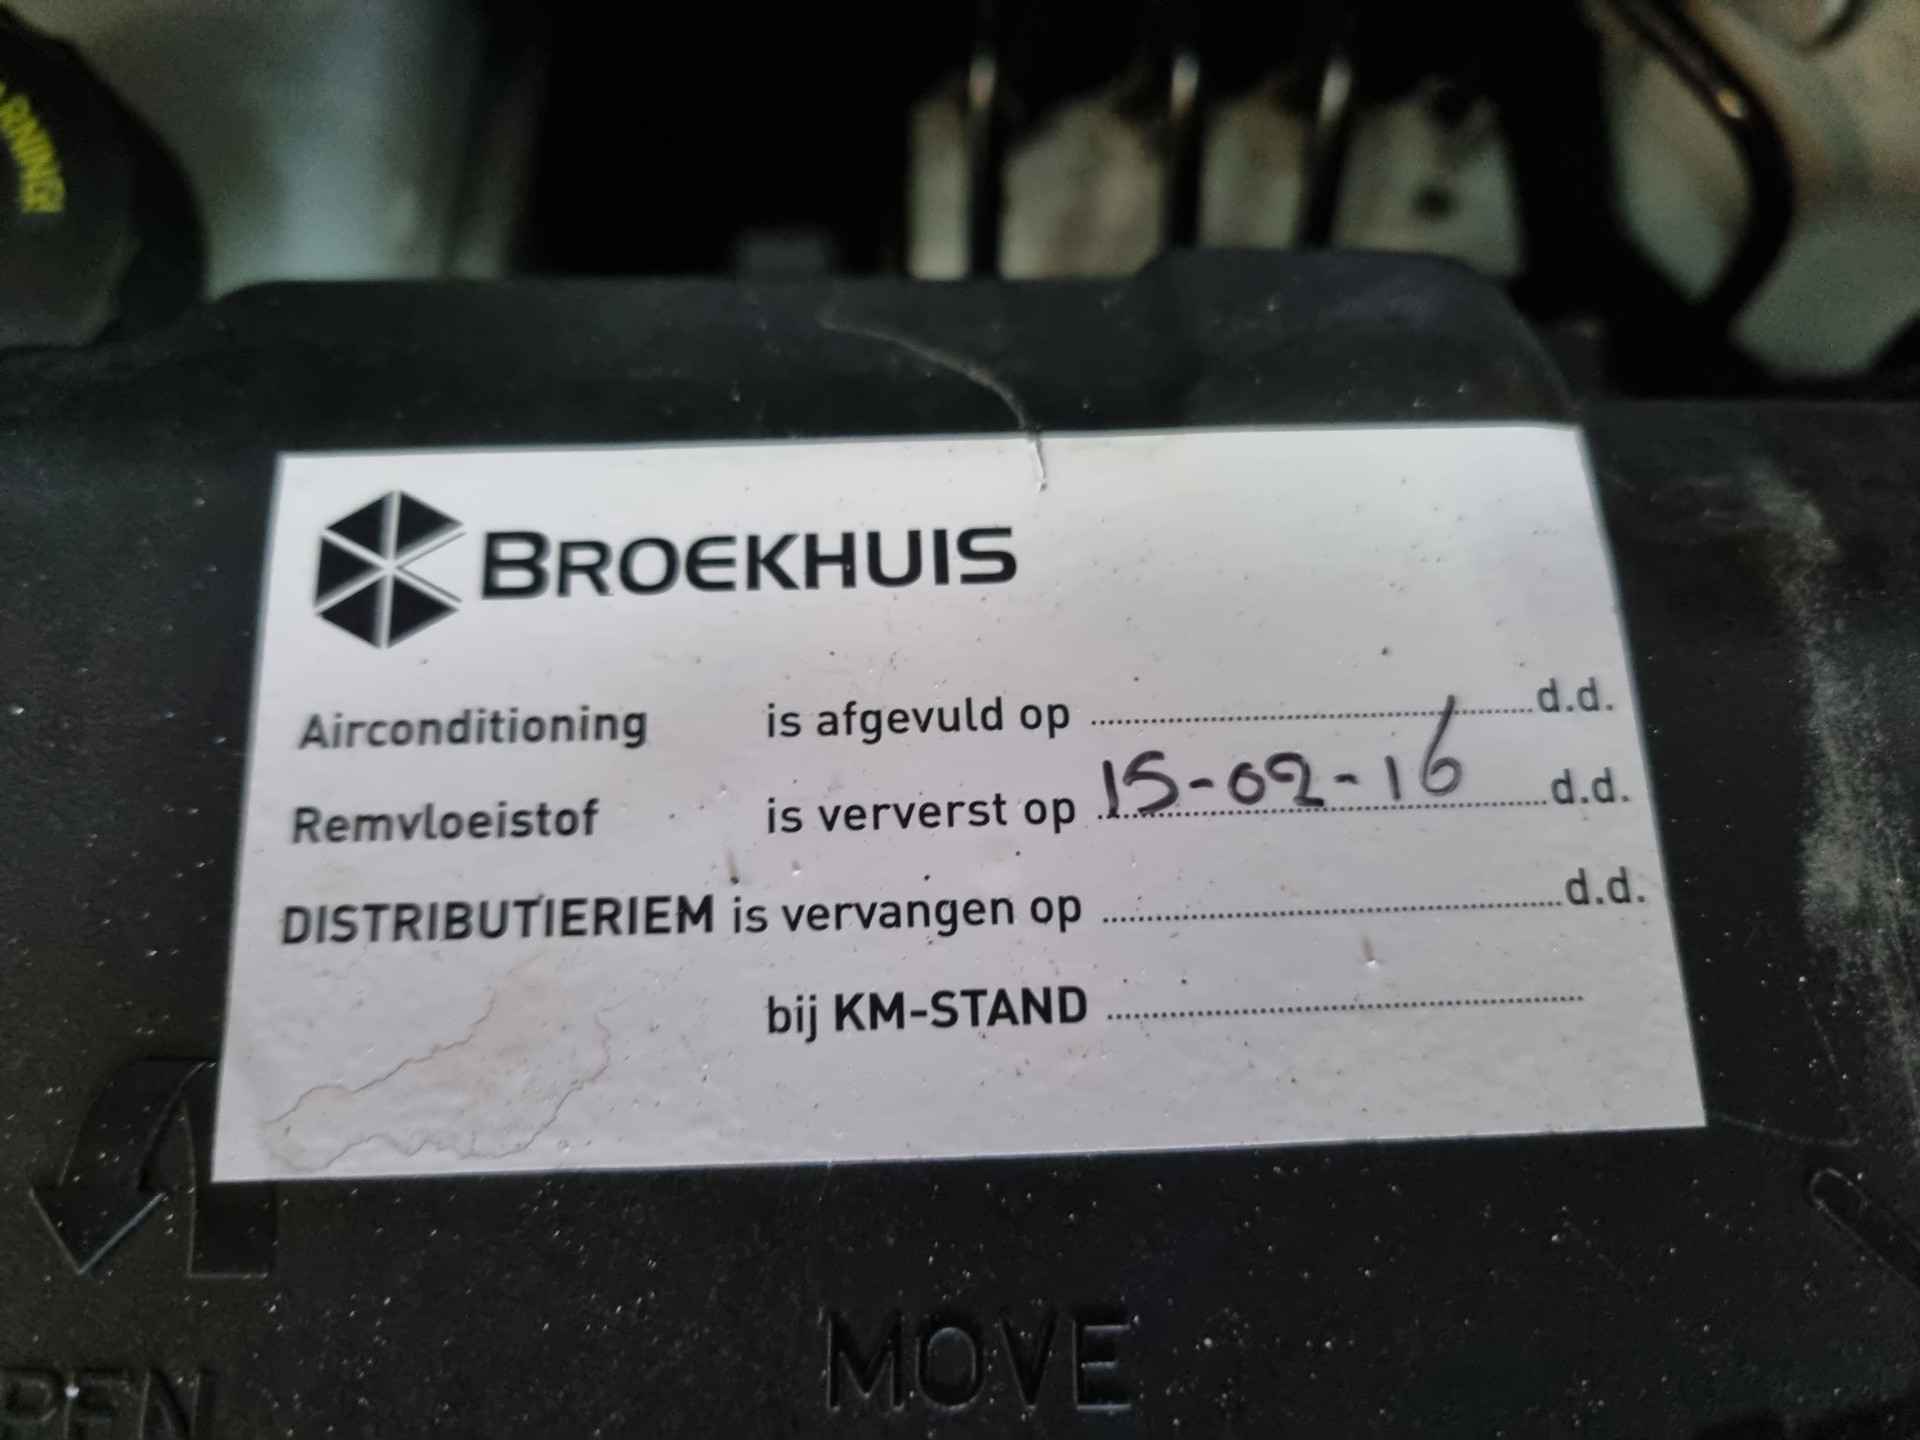 WARNING
BROEKHUIS
Airconditioning is afgevuld op ........................ d.d.
Remvloeistof is ververst op 15-02-16 d.d.
DISTRIBUTIERIEM is vervangen op ........................ d.d.
bij KM-STAND ........................
MOVE